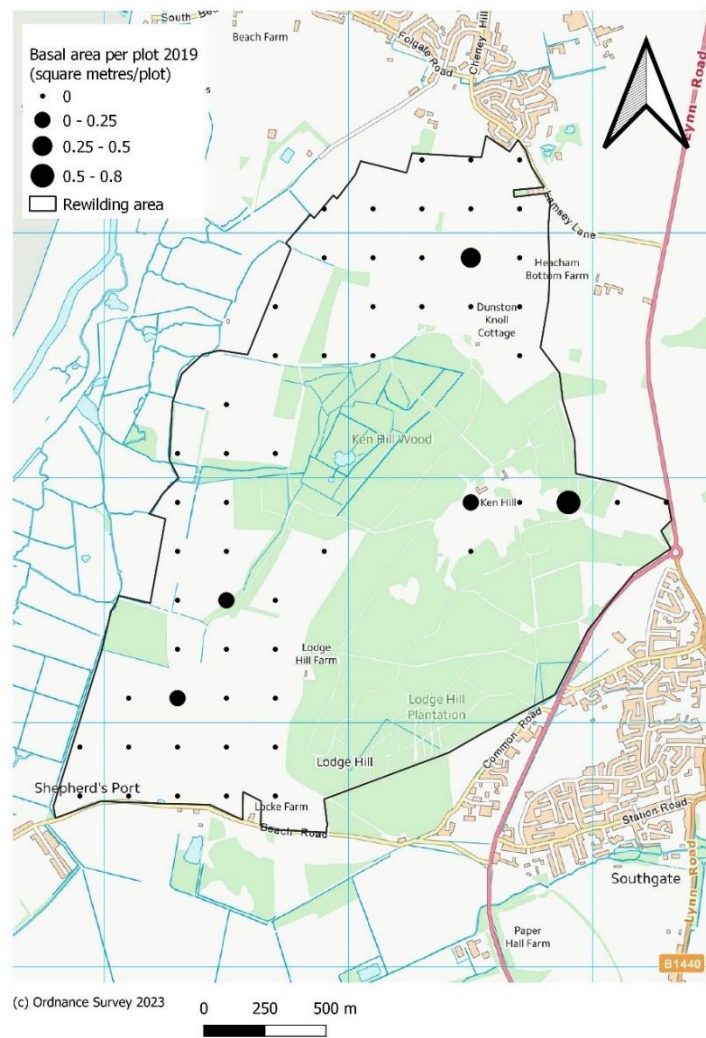 South Be
Beach Farm
Folgate Road
Cheney Hill
Lynn Road
Basal area per plot 2019
(square metres/plot)
0
0 - 0.25
0.25 - 0.5
0.5 - 0.8
Rewilding area
Lamsey Lane
Heacham
Bottom Farm
Dunston
Knoll
Cottage
Ken Hill Wood
Ken Hill
Lodge
Hill Farm
Lodge Hill
Plantation
Lodge Hill
Common Road
Shepherd's Port
Locke Farm
Beach Road
Station Road
Southgate
Lynn Road
Paper
Hall Farm
B1440
(c) Ordnance Survey 2023
0 250 500 m